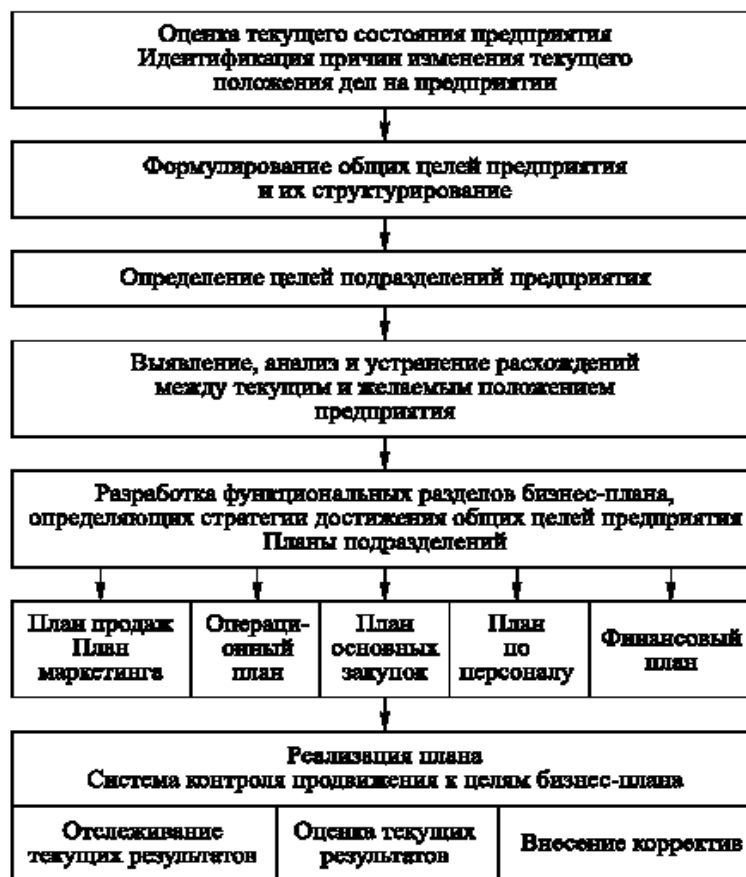 Оценка текущего состояния предприятия
Идентификация причин изменения текущего
положения дел на предприятии
Формулирование общих целей предприятия
и их структурирование
Определение целей подразделений предприятия
Выявление, анализ и устранение расхождений
между текущим и желаемым положением
предприятия
Разработка функциональных разделов бизнес-плана,
определяющих стратегии достижения общих целей предприятия
Планы подразделений
План продаж
План
маркетинга
Операци-
онный
план
План
основных
закупок
План
по
персоналу
Финансовый
план
Реализация плана
Система контроля продвижения к целям бизнес-плана
Отслеживание
текущих результатов
Оценка текущих
результатов
Внесение корректив